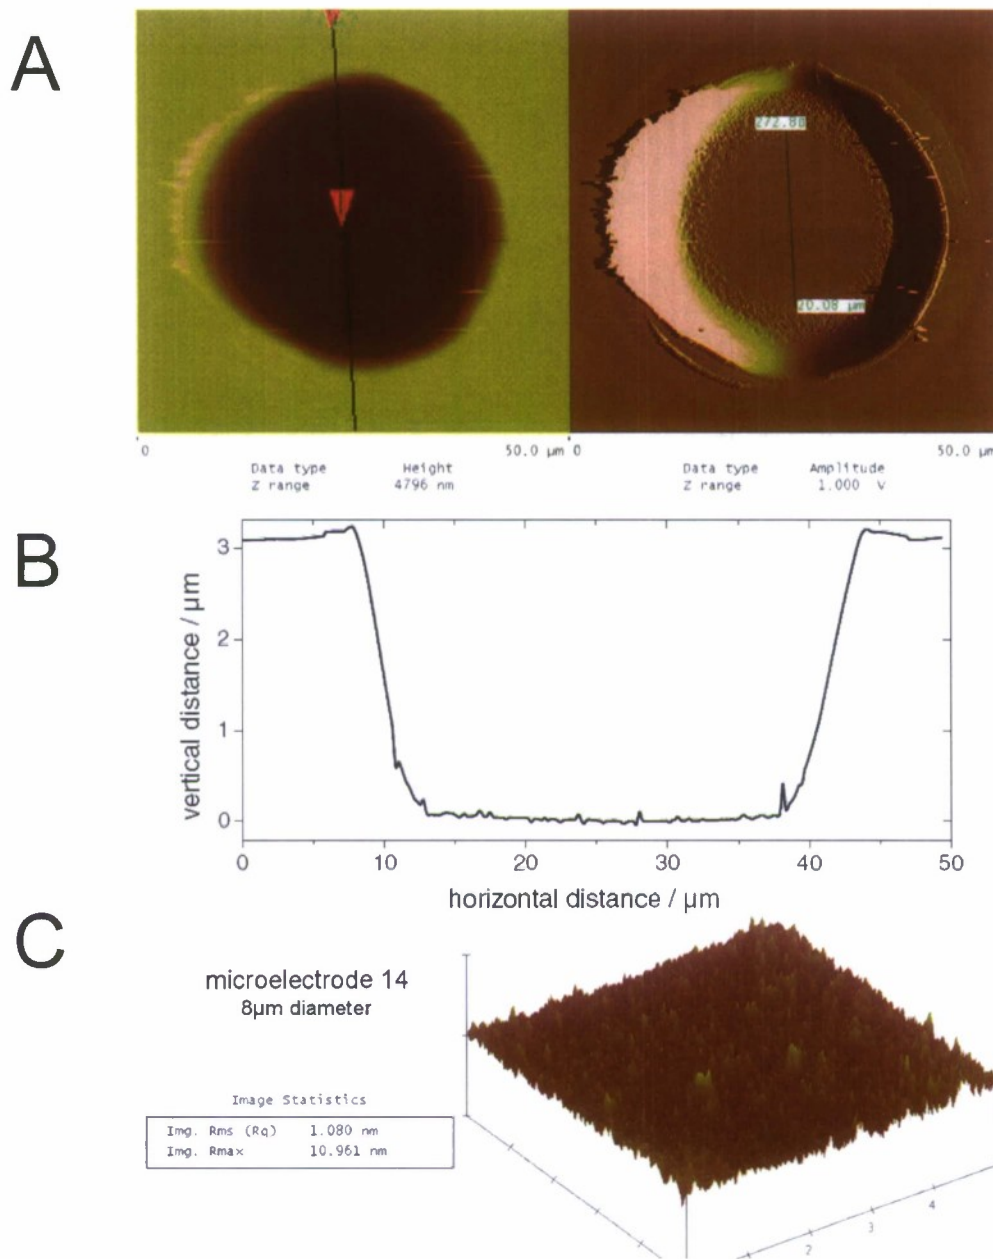 A
272.88
20.08 µm
0 50.0 µm 0 50.0 µm
Data type Height
Z range 4796 nm
Data type Amplitude
Z range 1.000 V
B
vertical distance / µm
3
2
1
0
0 10 20 30 40 50
horizontal distance / µm
C
microelectrode 14
8µm diameter
Image Statistics
Img. Rms (Rq) 1.080 nm
Img. Rmax 10.961 nm
2 3 4